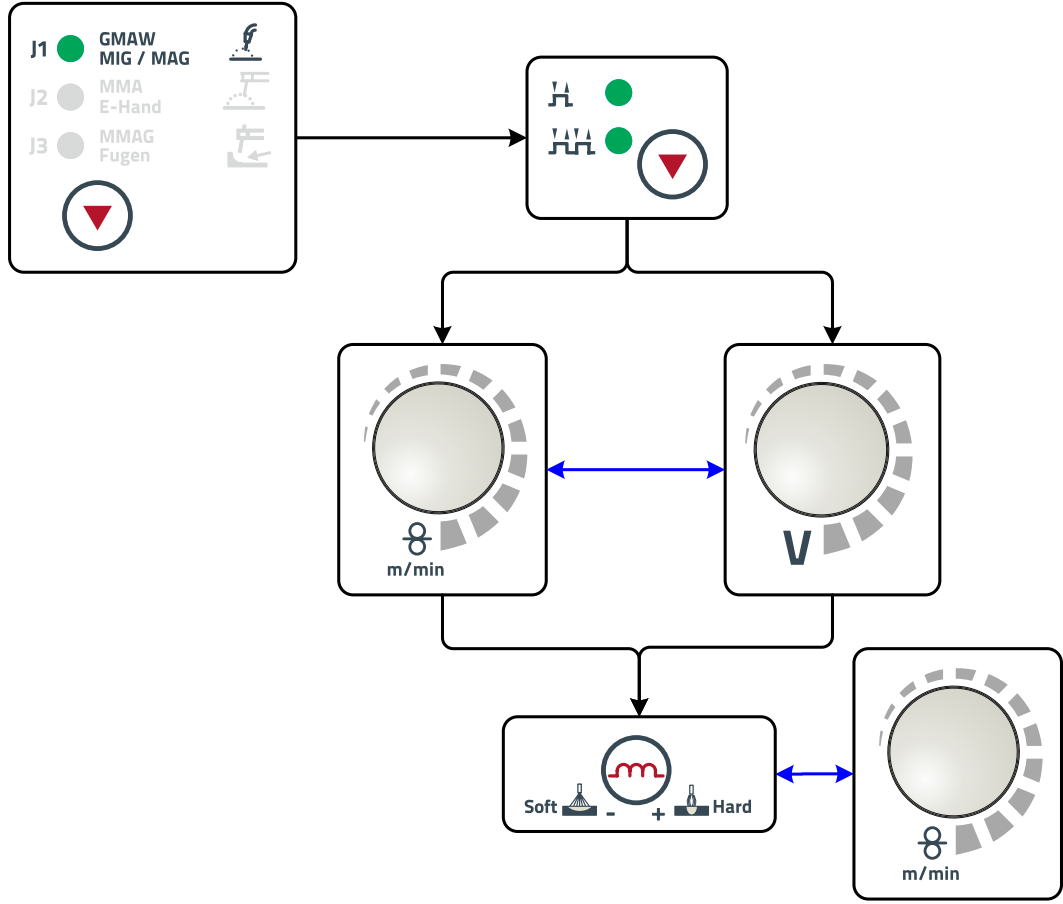 J1 GMAW
MIG / MAG
J2 MMA
E-Hand
J3 MMAG
Fugen
m/min
V
Soft - + Hard
m/min